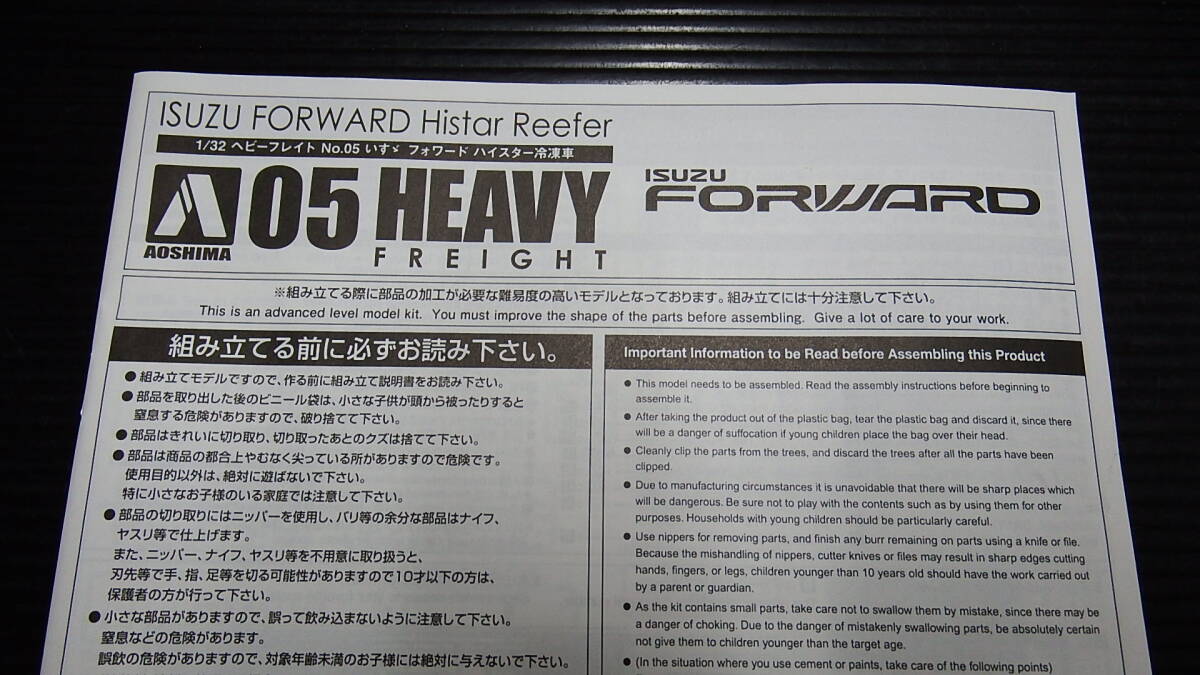 ISUZU FORWARD Histar Reefer
1/32 ヘビーフレイト No.05 いすゞ フォワード ハイスター冷凍車
AOSHIMA
05 HEAVY
FREIGHT
ISUZU
FORWARD
※組み立てる際に部品の加工が必要な難易度の高いモデルとなっております。組み立てには十分注意して下さい。
This is an advanced level model kit. You must improve the shape of the parts before assembling. Give a lot of care to your work.
組み立てる前に必ずお読み下さい。
●組み立てモデルですので、作る前に組み立て説明書をお読み下さい。
●部品を取り出した後のビニール袋は、小さな子供が頭から被ったりすると
窒息する危険がありますので、破り捨てて下さい。
●部品はきれいに切り取り、切り取ったあとのクズは捨てて下さい。
●部品は商品の都合上やむなく尖っている所がありますので危険です。
使用目的以外は、絶対に遊ばないで下さい。
特に小さなお子様のいる家庭では注意して下さい。
●部品の切り取りにはニッパーを使用し、バリ等の余分な部品はナイフ、
ヤスリ等で仕上げます。
また、ニッパー、ナイフ、ヤスリ等を不用意に取り扱うと、
刃先等で手、指、足等を切る可能性がありますので10才以下の方は、
保護者の方が行って下さい。
●小さな部品がありますので、誤って飲み込まないように注意して下さい。
窒息などの危険があります。
誤飲の危険がありますので、対象年齢未満のお子様には絶対に与えないで下さい。
Important Information to be Read before Assembling this Product
● This model needs to be assembled. Read the assembly instructions before beginning to
assemble it.
● After taking the product out of the plastic bag, tear the plastic bag and discard it, since there
will be a danger of suffocation if young children place the bag over their head.
● Cleanly clip the parts from the trees, and discard the trees after all the parts have been
clipped.
● Due to manufacturing circumstances it is unavoidable that there will be sharp places which
will be dangerous. Be sure not to play with the contents such as by using them for other
purposes. Households with young children should be particularly careful.
● Use nippers for removing parts, and finish any burr remaining on parts using a knife or file.
Because the mishandling of nippers, cutter knives or files may result in sharp edges cutting
hands, fingers, or legs, children younger than 10 years old should have the work carried out
by a parent or guardian.
● As the kit contains small parts, take care not to swallow them by mistake, since there may be
a danger of choking. Due to the danger of mistakenly swallowing parts, be absolutely certain
not give them to children younger than the target age.
● (In the situation where you use cement or paints, take care of the following points)